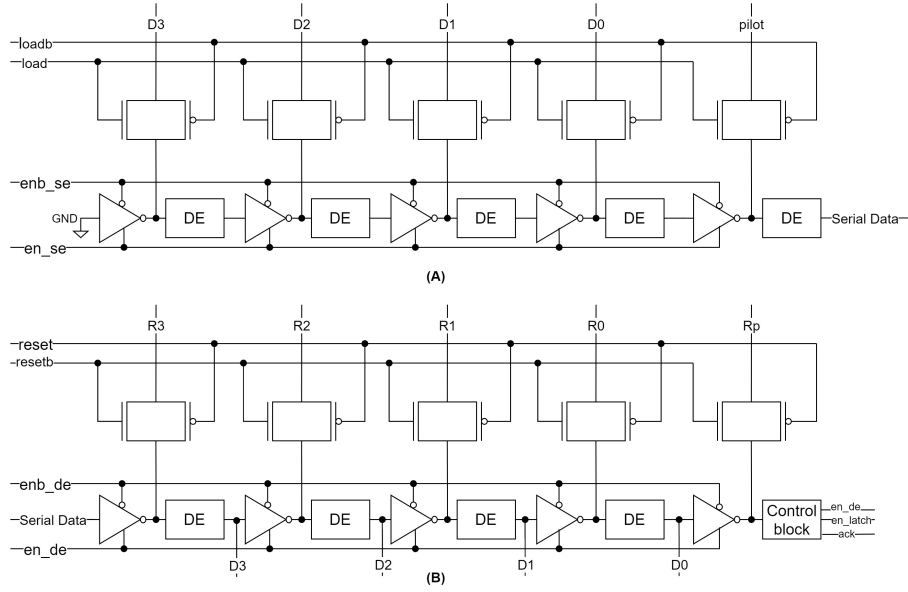 D3 D2 D1 D0 pilot
loadb
load
enb_se
GND DE DE DE DE DE Serial Data
en_se
(A)
R3 R2 R1 R0 Rp
reset
resetb
enb_de
Serial Data DE DE DE DE Control block
en_de
en_latch
ack
en_de
D3 D2 D1 D0
(B)